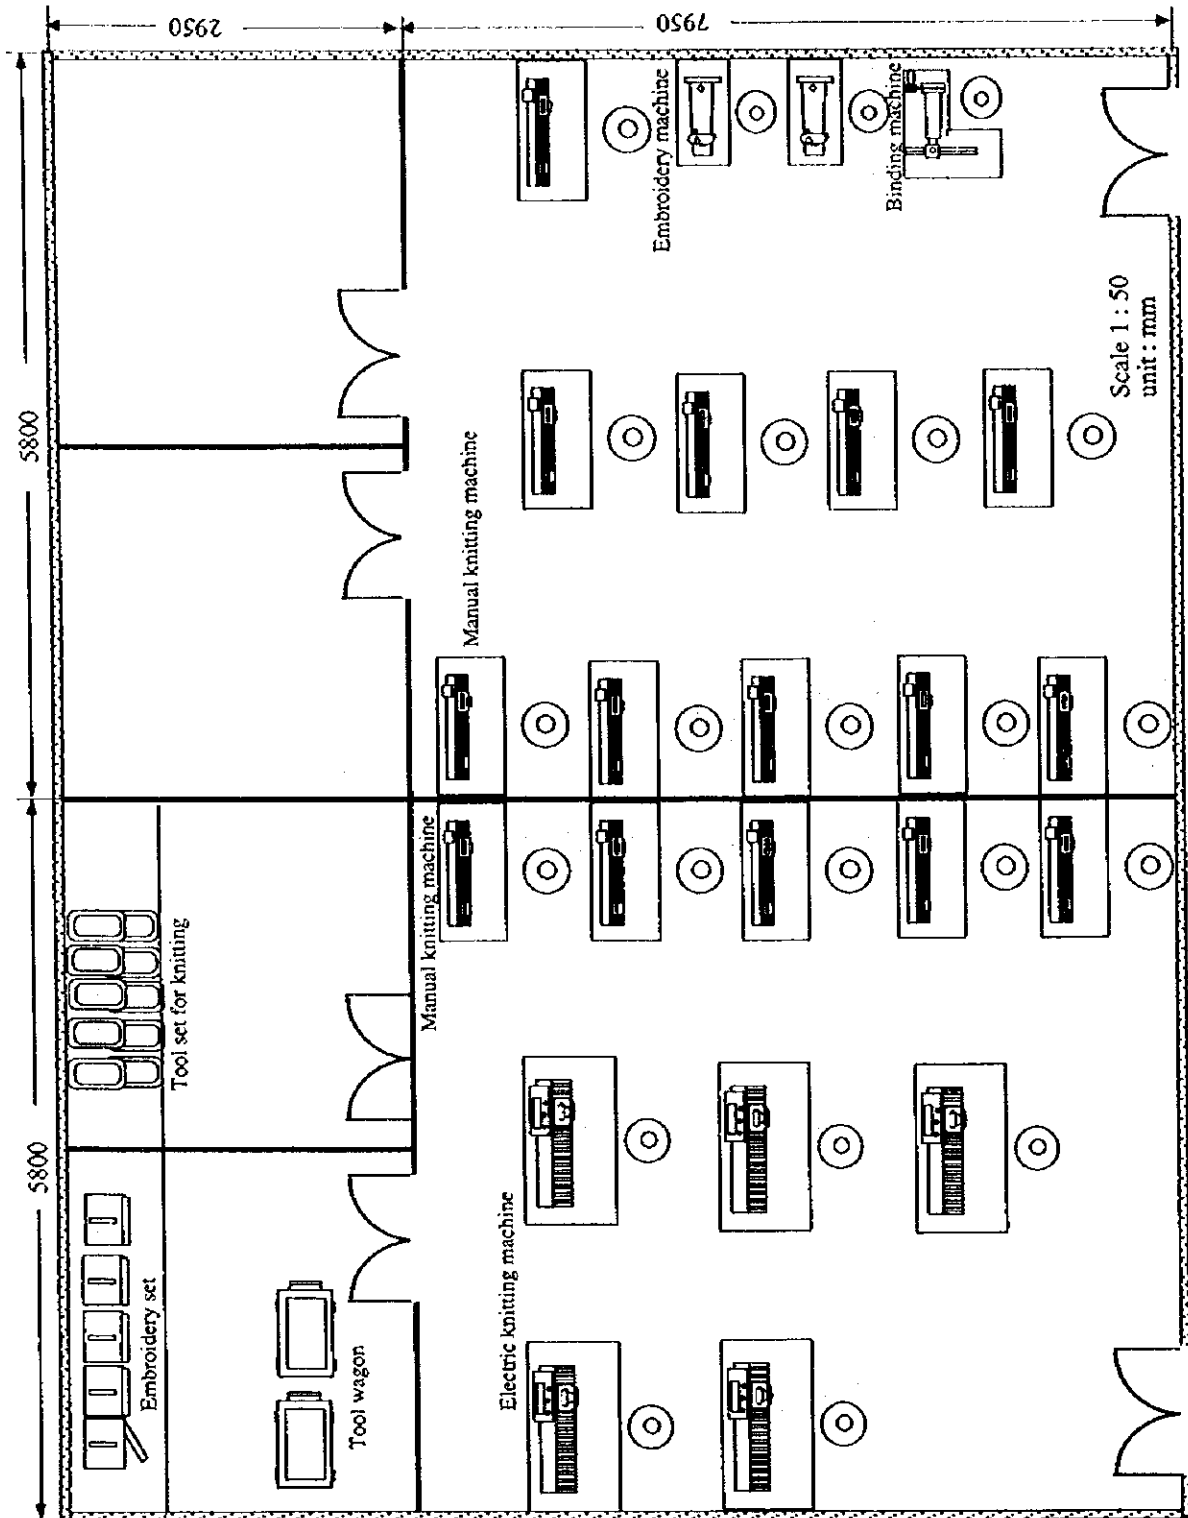 2950
7950
5800
5800
Embroidery machine
Binding machine
Scale 1 : 50
unit : mm
Manual knitting machine
Manual knitting machine
Tool set for knitting
Embroidery set
Tool wagon
Electric knitting machine